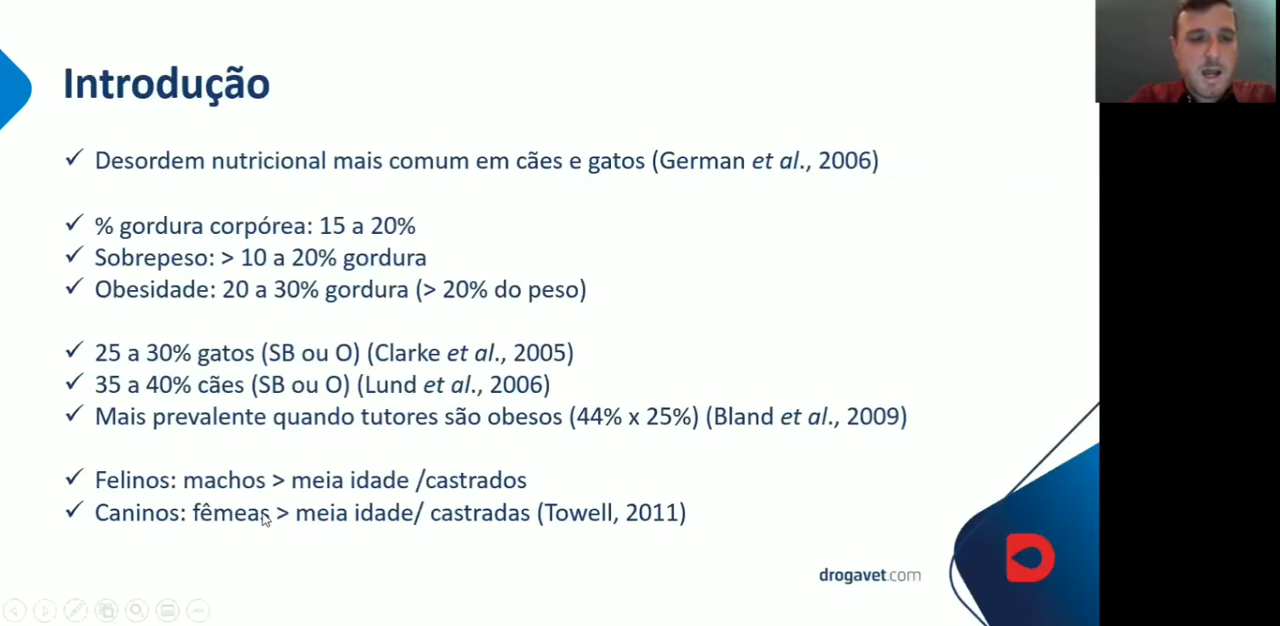 Introdução
✓ Desordem nutricional mais comum em cães e gatos (German et al., 2006)
✓ % gordura corpórea: 15 a 20%
✓ Sobrepeso: > 10 a 20% gordura
✓ Obesidade: 20 a 30% gordura (> 20% do peso)
✓ 25 a 30% gatos (SB ou O) (Clarke et al., 2005)
✓ 35 a 40% cães (SB ou O) (Lund et al., 2006)
✓ Mais prevalente quando tutores são obesos (44% x 25%) (Bland et al., 2009)
✓ Felinos: machos > meia idade /castrados
✓ Caninos: fêmeas > meia idade/ castradas (Towell, 2011)
drogavet.com